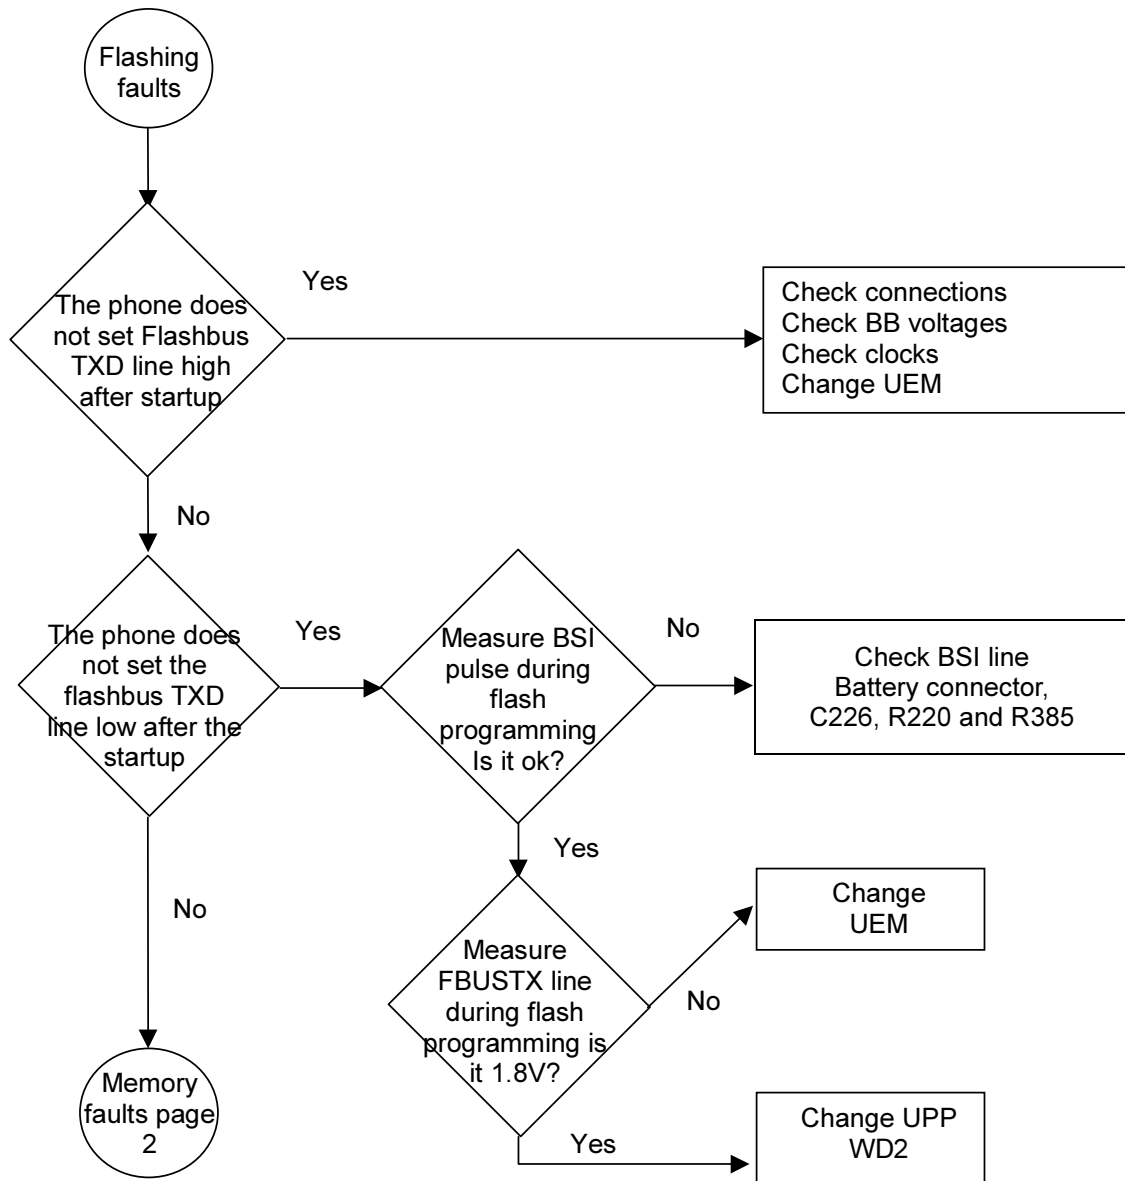 Flashing
faults
Yes
The phone does
not set Flashbus
TXD line high
after startup
Check connections
Check BB voltages
Check clocks
Change UEM
No
The phone does
not set the
flashbus TXD
line low after the
startup
Yes
Measure BSI
pulse during
flash
programming
Is it ok?
No
Check BSI line
Battery connector,
C226, R220 and R385
Yes
No
Change
UEM
Measure
FBUSTX line
during flash
programming is
it 1.8V?
No
Memory
faults page
2
Yes
Change UPP
WD2